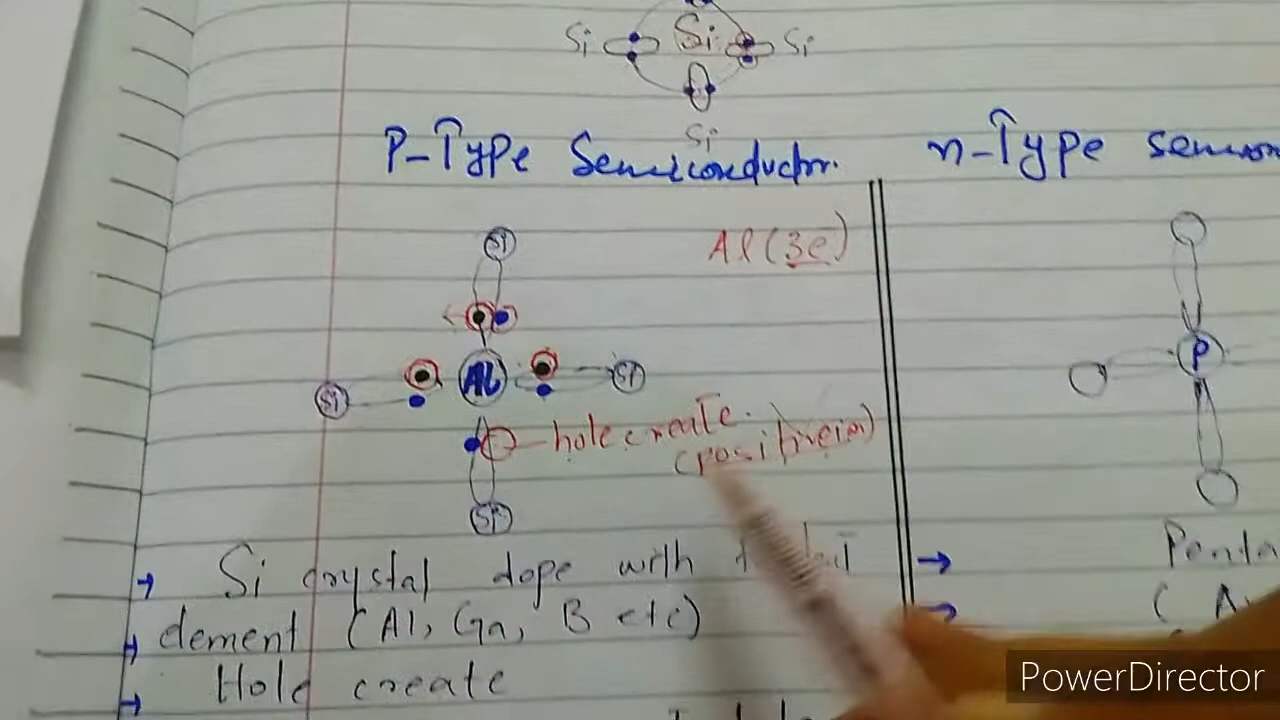 Si Si Si
Si
P-Type Semiconductor. n-Type
Si
Al (3e)
Si AL Si
hole create.
(positive
Si
→ Si crystal dope with
→ Penta
→ element (Al, Ga, B etc)
→ (
→ Hole create
P
PowerDirector